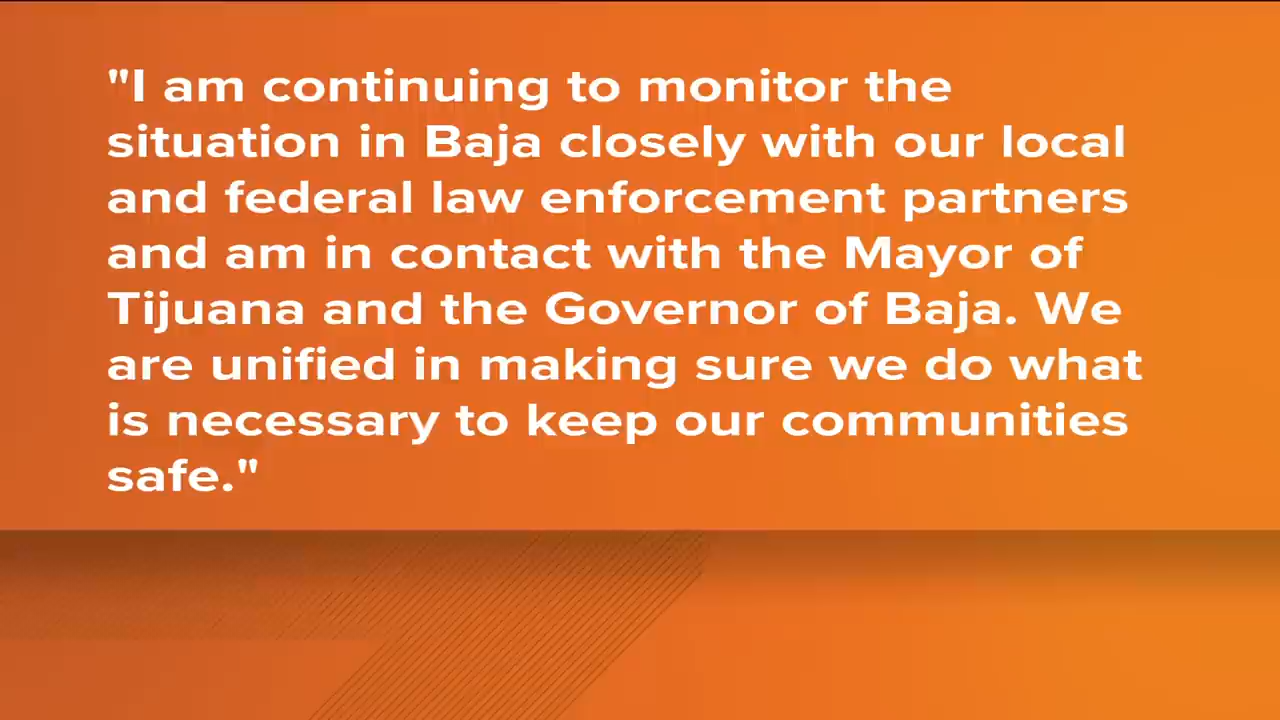 "I am continuing to monitor the
situation in Baja closely with our local
and federal law enforcement partners
and am in contact with the Mayor of
Tijuana and the Governor of Baja. We
are unified in making sure we do what
is necessary to keep our communities
safe."